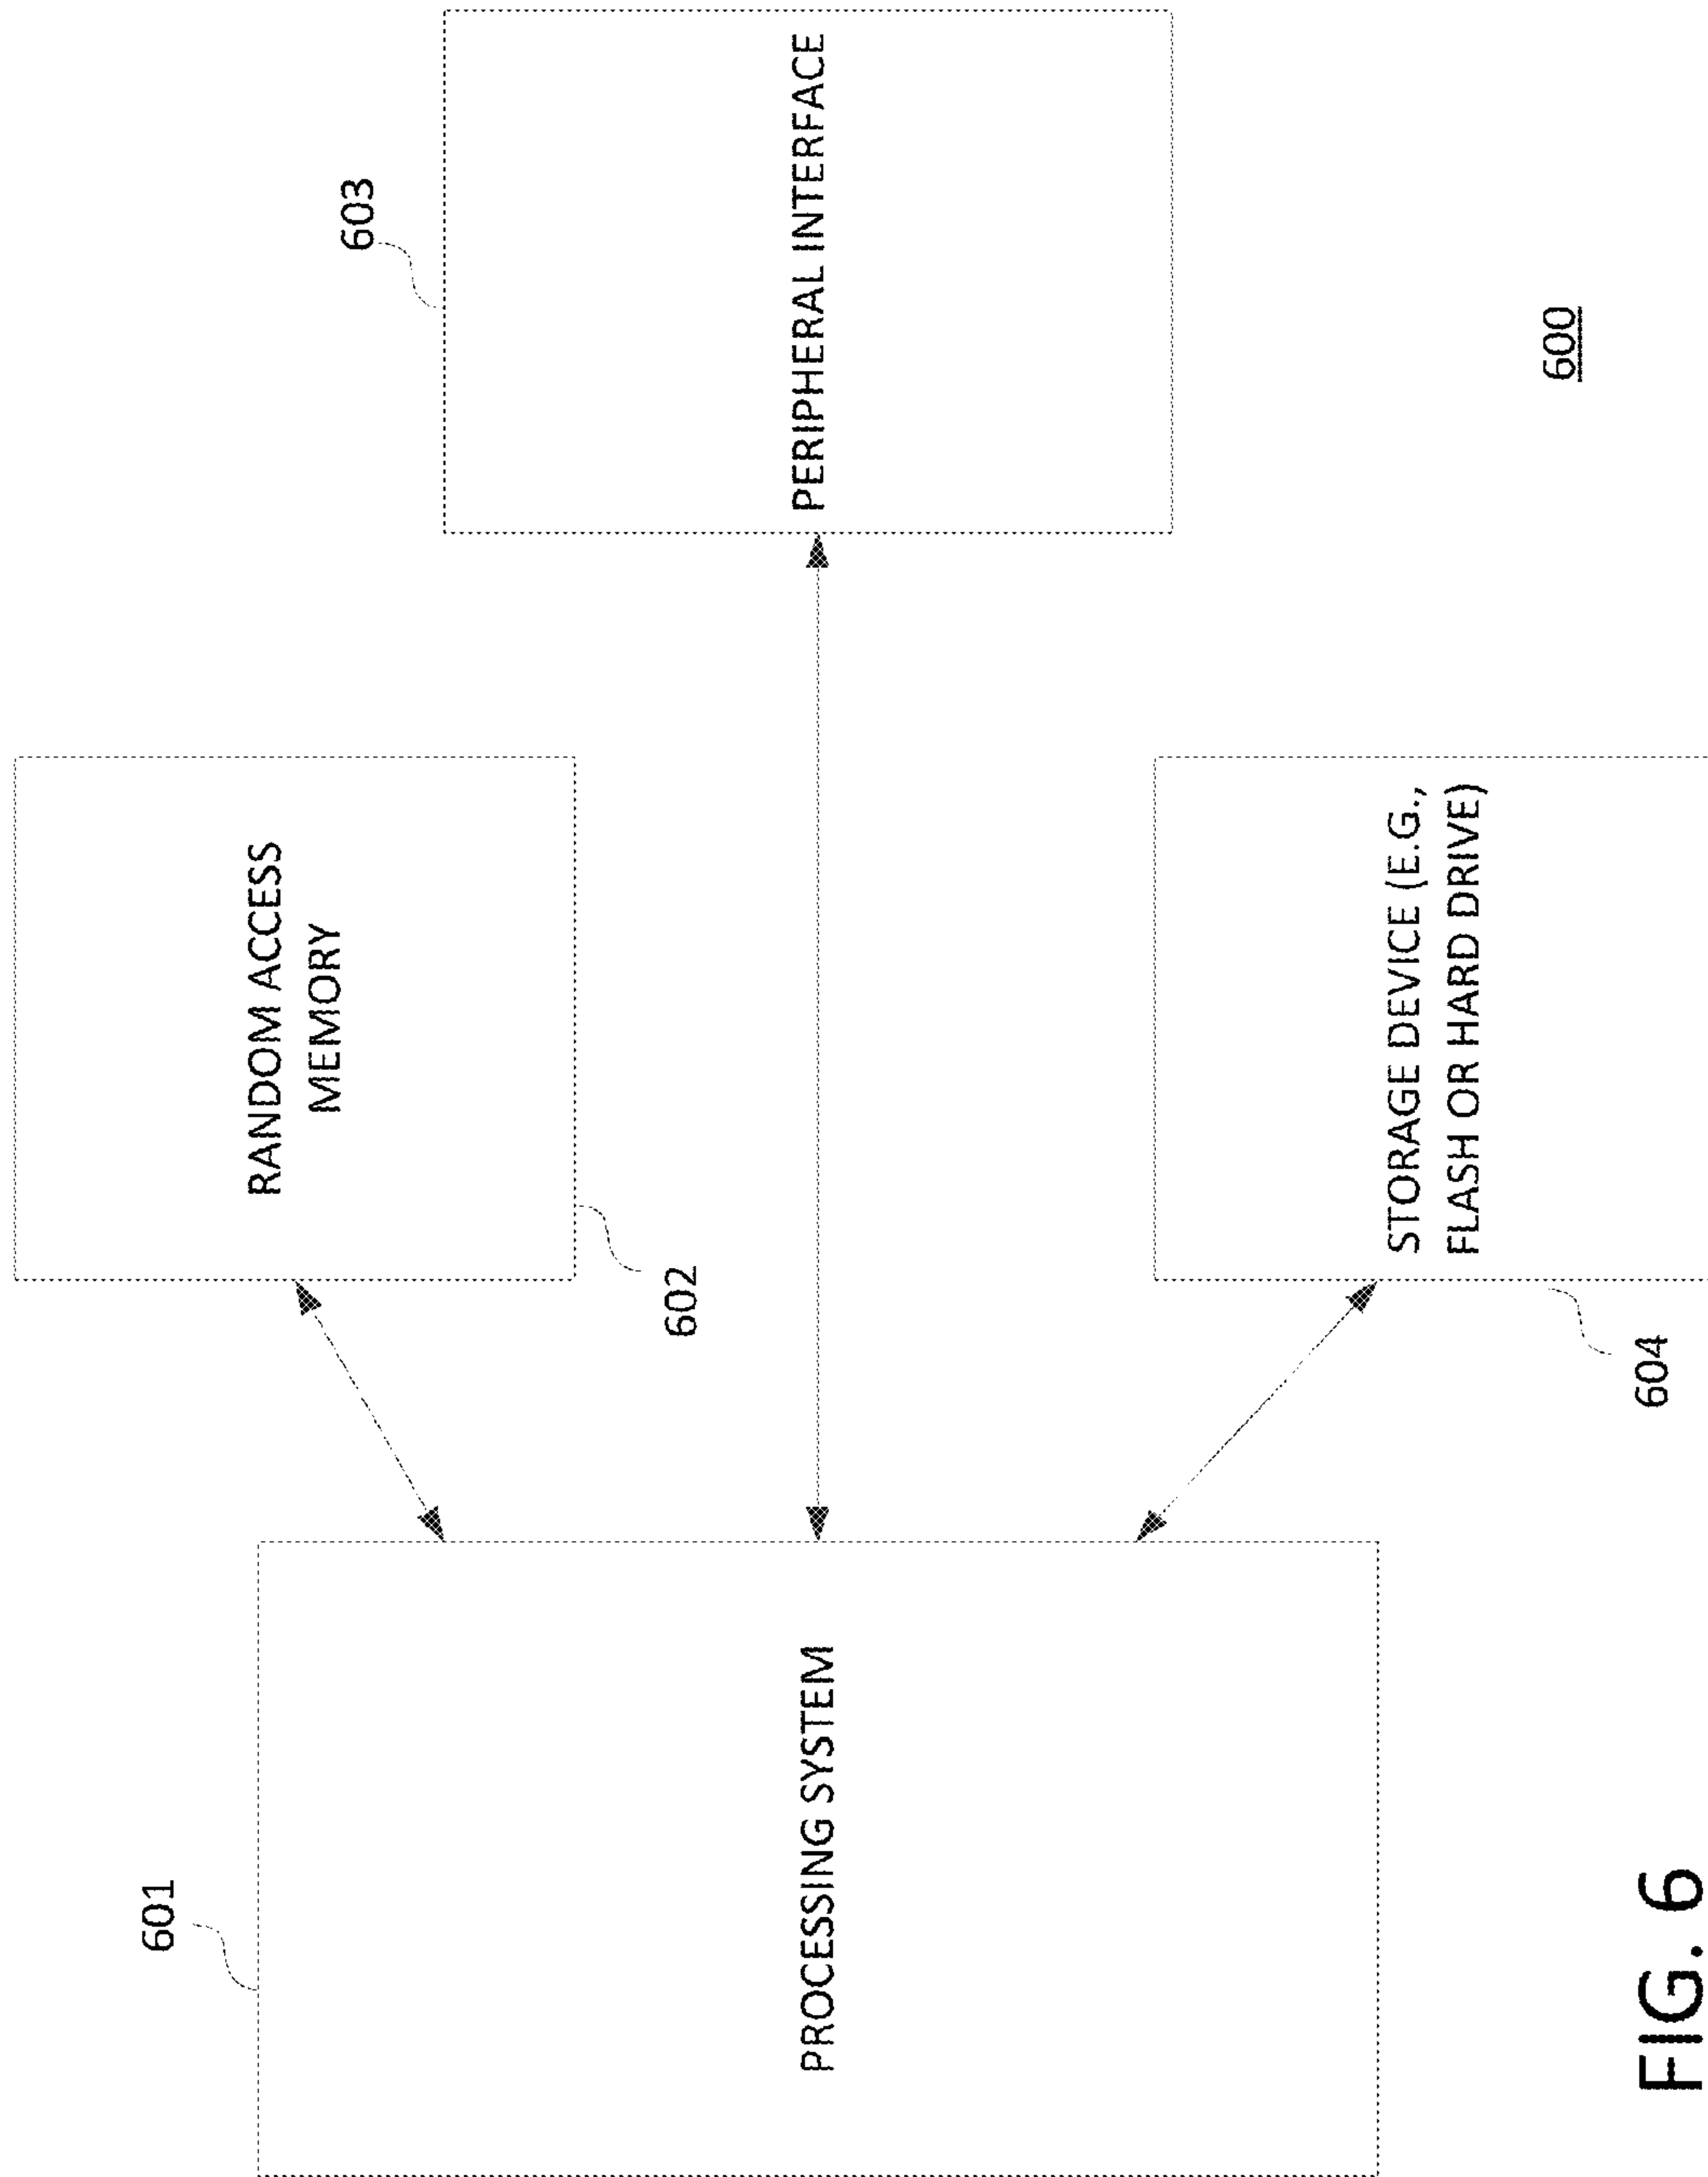 601
PROCESSING SYSTEM
RANDOM ACCESS
MEMORY
602
603
PERIPHERAL INTERFACE
STORAGE DEVICE (E.G.,
FLASH OR HARD DRIVE)
604
600
FIG. 6